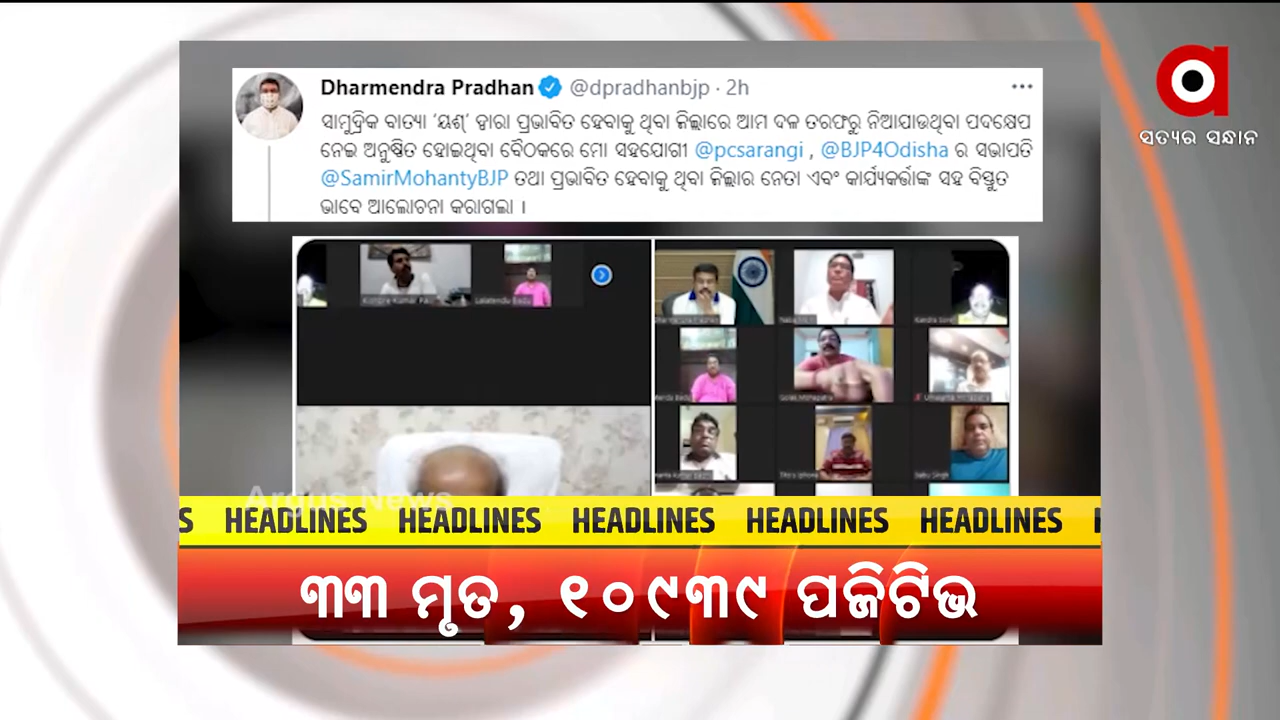 Dharmendra Pradhan @dpradhanbjp · 2h
ସାମୁଦ୍ରିକ ବାତ୍ୟା 'ୟଶ୍' ଦ୍ବାରା ପ୍ରଭାବିତ ହେବାକୁ ଥିବା ଜିଲ୍ଲାରେ ଆମ ଦଳ ତରଫରୁ ନିଆଯାଉଥିବା ପଦକ୍ଷେପ
ନେଇ ଅନୁଷ୍ଠିତ ହୋଇଥିବା ବୈଠକରେ ମୋ ସହଯୋଗୀ @pcsarangi , @BJP4Odisha ର ସଭାପତି
@SamirMohantyBJP ତଥା ପ୍ରଭାବିତ ହେବାକୁ ଥିବା ଜିଲ୍ଲାର ନେତା ଏବଂ କାର୍ଯ୍ୟକର୍ତ୍ତାଙ୍କ ସହ ବିସ୍ତୃତ
ଭାବେ ଆଲୋଚନା କରାଗଲା ।
ସତ୍ୟର ସନ୍ଧାନ
Argus News
HEADLINES HEADLINES HEADLINES HEADLINES HEADLINES
୩୩ ମୃତ, ୧୦୯୩୯ ପଜିଟିଭ